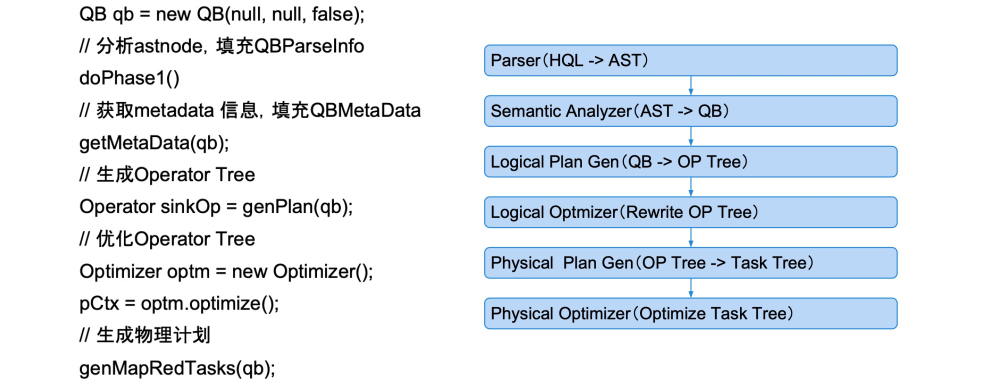 QB qb = new QB(null, null, false);
// 分析astnode，填充QBParseInfo
doPhase1()
// 获取metadata 信息，填充QBMetaData
getMetaData(qb);
// 生成Operator Tree
Operator sinkOp = genPlan(qb);
// 优化Operator Tree
Optimizer optm = new Optimizer();
pCtx = optm.optimize();
// 生成物理计划
genMapRedTasks(qb);
Parser（HQL -> AST）
Semantic Analyzer（AST -> QB）
Logical Plan Gen（QB -> OP Tree）
Logical Optmizer（Rewrite OP Tree）
Physical  Plan Gen（OP Tree -> Task Tree）
Physical Optimizer（Optimize Task Tree）